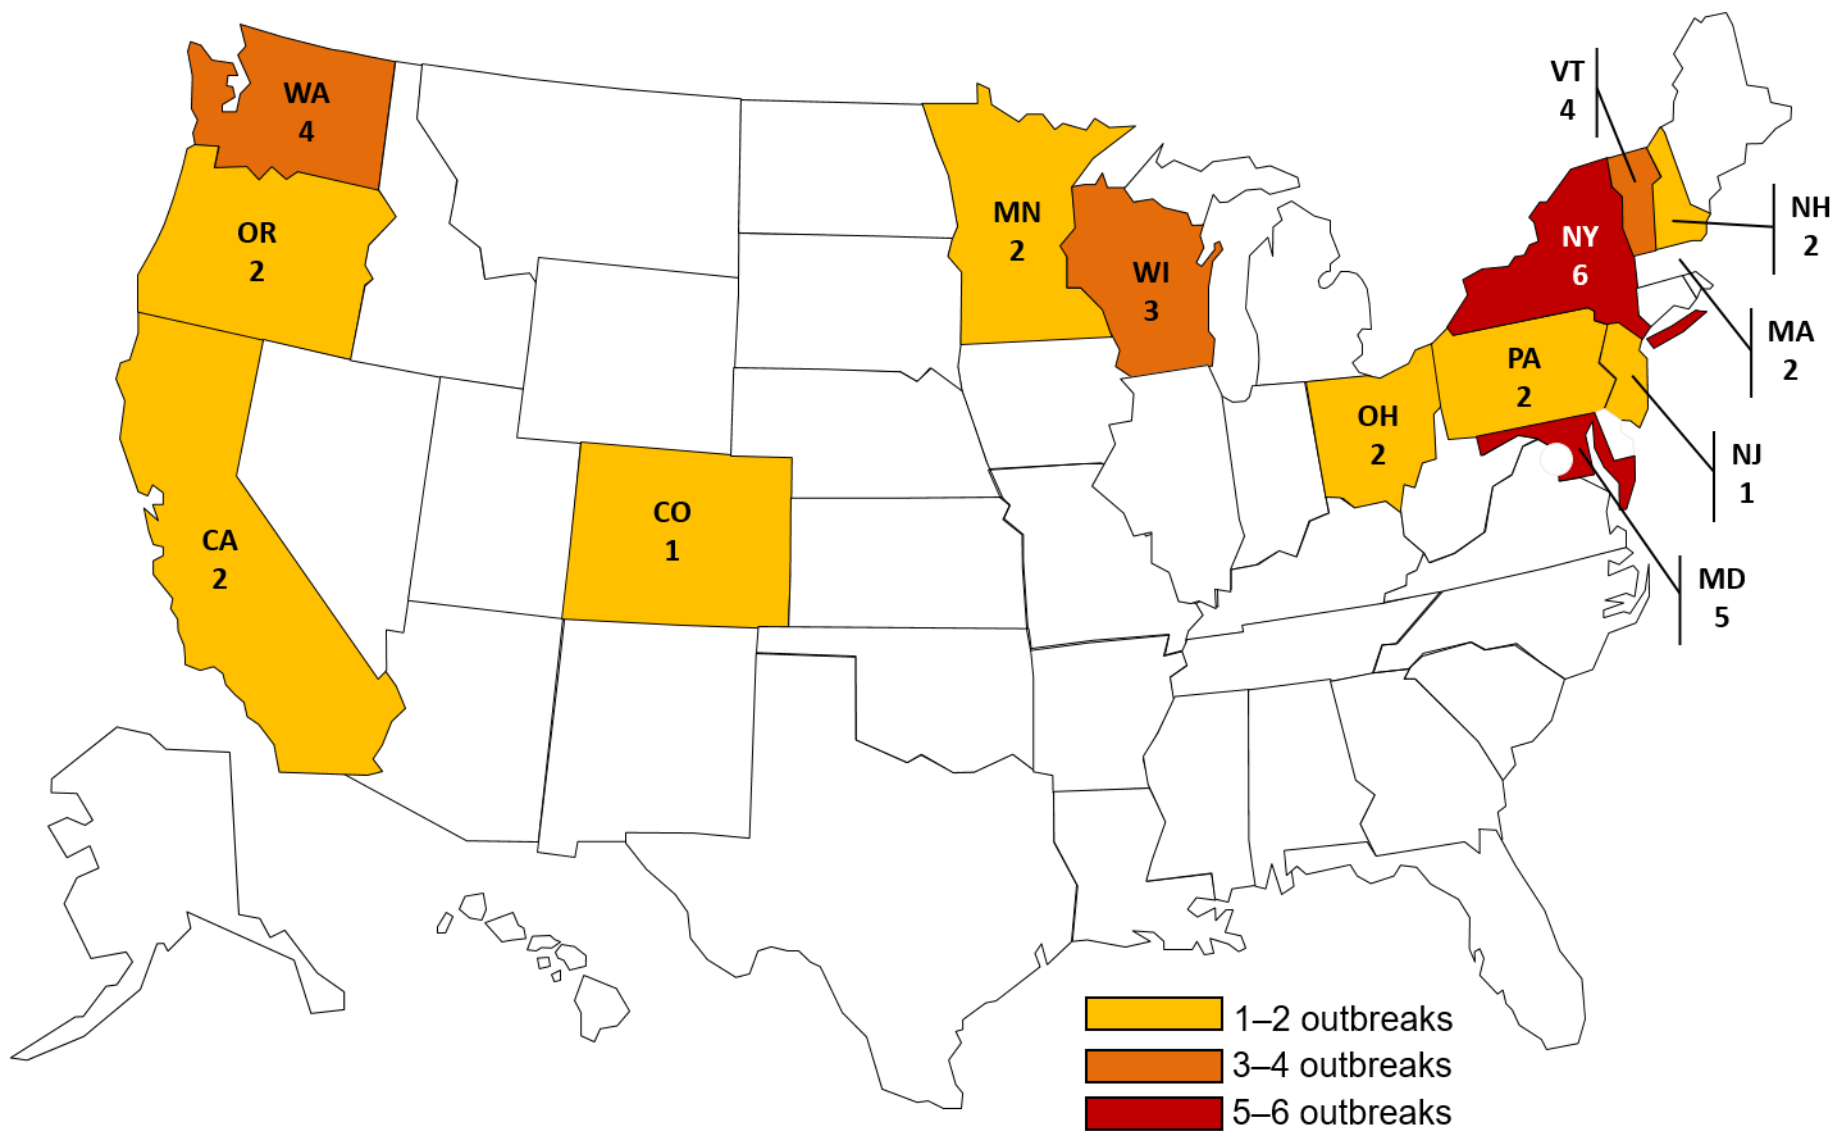 WA
4
VT
4
OR
2
MN
2
NH
2
NY
6
WI
3
MA
2
PA
2
OH
2
NJ
1
CO
1
CA
2
MD
5
1–2 outbreaks
3–4 outbreaks
5–6 outbreaks